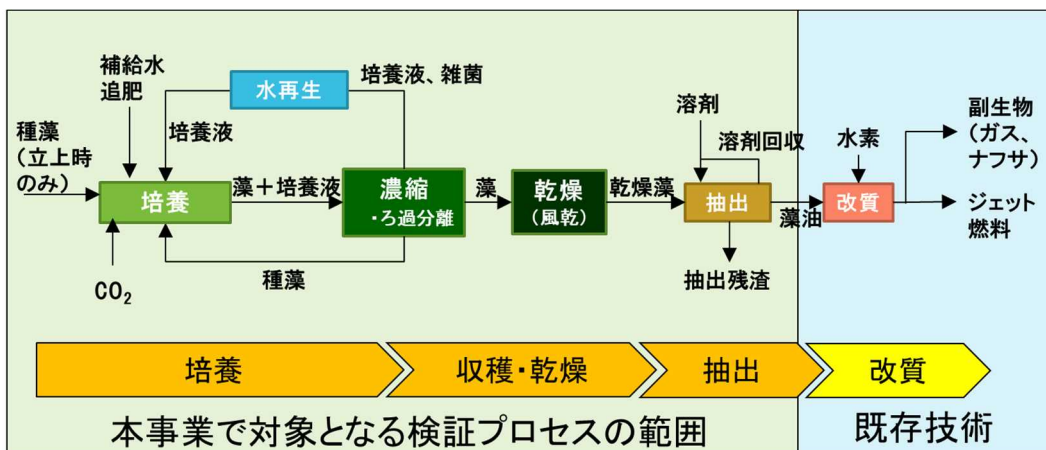 補給水
追肥
種藻
(立上時
のみ)
培養液
水再生
培養液、雑菌
培養
藻+培養液
濃縮
・ろ過分離
藻
乾燥
(風乾)
乾燥藻
溶剤
溶剤回収
抽出
藻油
水素
改質
副生物
(ガス、
ナフサ)
ジェット
燃料
CO₂
種藻
抽出残渣
培養
収穫・乾燥
抽出
改質
本事業で対象となる検証プロセスの範囲
既存技術